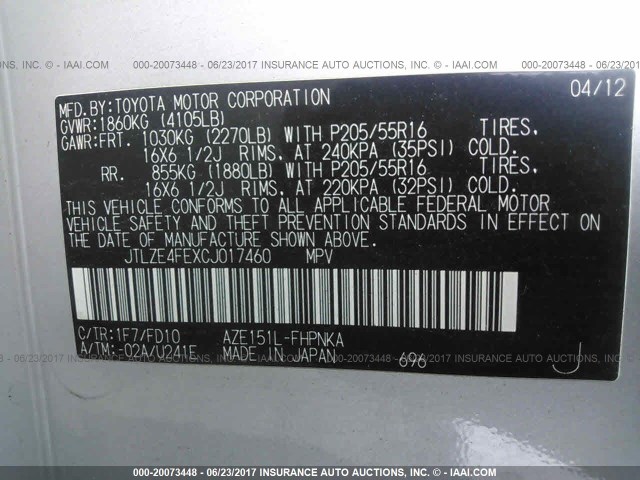 000-20073448 - 06/23/2017 INSURANCE AUTO AUCTIONS, INC. - © IAAI.COM
04/12
MFD.BY:TOYOTA MOTOR CORPORATION
GVWR:1860KG (4105LB)
GAWR:FRT. 1030KG (2270LB) WITH P205/55R16 TIRES,
16X6 1/2J RIMS, AT 240KPA (35PSI) COLD.
RR. 855KG (1880LB) WITH P205/55R16 TIRES,
16X6 1/2J RIMS, AT 220KPA (32PSI) COLD.
THIS VEHICLE CONFORMS TO ALL APPLICABLE FEDERAL MOTOR
VEHICLE SAFETY AND THEFT PREVENTION STANDARDS IN EFFECT ON
THE DATE OF MANUFACTURE SHOWN ABOVE.
JTLZE4FEXCJ017460 MPV
C/TR:1F7/FD10 AZE151L-FHPNKA
A/TM:-02A/U241E MADE IN JAPAN 696 J
000-20073448 - 06/23/2017 INSURANCE AUTO AUCTIONS, INC. - © IAAI.COM